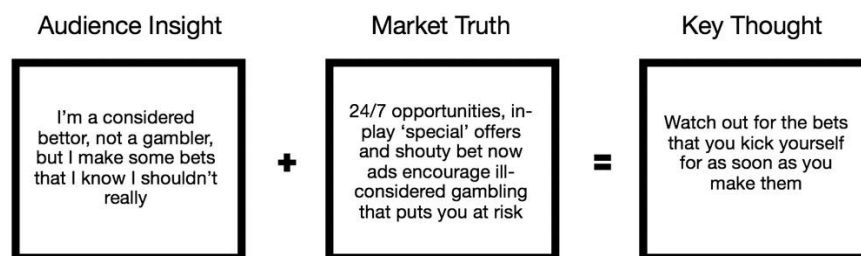 Audience Insight
Market Truth
Key Thought
I'm a considered
bettor, not a gambler,
but I make some bets
that I know I shouldn't
really
+
24/7 opportunities, in-
play 'special' offers
and shouty bet now
ads encourage ill-
considered gambling
that puts you at risk
=
Watch out for the bets
that you kick yourself
for as soon as you
make them